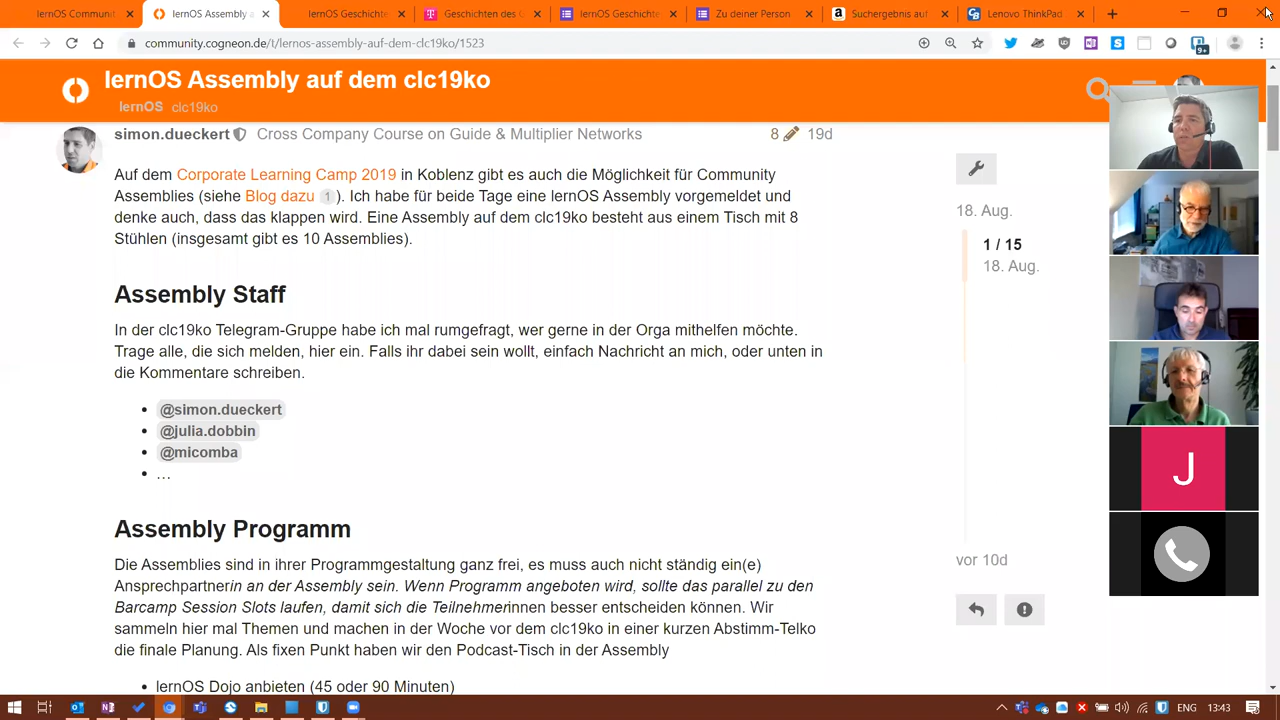 lernOS Communi
lernOS Assembly a
lernOS Geschichte
Geschichten des G
lernOS Geschichte
Zu deiner Person
Suchergebnis auf
Lenovo ThinkPad
community.cogneon.de/t/lernos-assembly-auf-dem-clc19ko/1523
9+
lernOS Assembly auf dem clc19ko
lernOS clc19ko
simon.dueckert Cross Company Course on Guide & Multiplier Networks 8 19d
Auf dem Corporate Learning Camp 2019 in Koblenz gibt es auch die Möglichkeit für Community
Assemblies (siehe Blog dazu 1 ). Ich habe für beide Tage eine lernOS Assembly vorgemeldet und
denke auch, dass das klappen wird. Eine Assembly auf dem clc19ko besteht aus einem Tisch mit 8
Stühlen (insgesamt gibt es 10 Assemblies).
18. Aug.
1 / 15
18. Aug.
Assembly Staff
In der clc19ko Telegram-Gruppe habe ich mal rumgefragt, wer gerne in der Orga mithelfen möchte.
Trage alle, die sich melden, hier ein. Falls ihr dabei sein wollt, einfach Nachricht an mich, oder unten in
die Kommentare schreiben.
• @simon.dueckert
• @julia.dobbin
• @micomba
• …
J
Assembly Programm
Die Assemblies sind in ihrer Programmgestaltung ganz frei, es muss auch nicht ständig ein(e)
Ansprechpartnerin an der Assembly sein. Wenn Programm angeboten wird, sollte das parallel zu den
Barcamp Session Slots laufen, damit sich die Teilnehmerinnen besser entscheiden können. Wir
sammeln hier mal Themen und machen in der Woche vor dem clc19ko in einer kurzen Abstimm-Telko
die finale Planung. Als fixen Punkt haben wir den Podcast-Tisch in der Assembly
vor 10d
• lernOS Dojo anbieten (45 oder 90 Minuten)
ENG 13:43